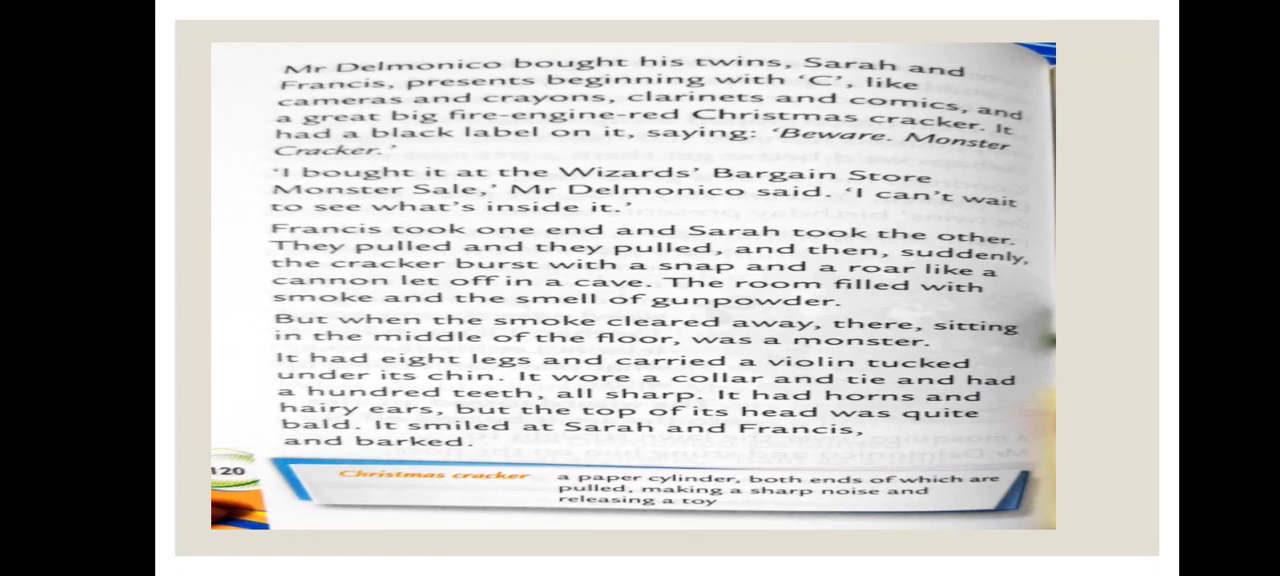 Mr Delmonico bought his twins, Sarah and
Francis, presents beginning with ‘C’, like
cameras and crayons, clarinets and comics, and
a great big fire-engine-red Christmas cracker. It
had a black label on it, saying: ‘Beware. Monster
Cracker.’
‘I bought it at the Wizards’ Bargain Store
Monster Sale,’ Mr Delmonico said. ‘I can’t wait
to see what’s inside it.’
Francis took one end and Sarah took the other.
They pulled and they pulled, and then, suddenly,
the cracker burst with a snap and a roar like a
cannon let off in a cave. The room filled with
smoke and the smell of gunpowder.
But when the smoke cleared away, there, sitting
in the middle of the floor, was a monster.
It had eight legs and carried a violin tucked
under its chin. It wore a collar and tie and had
a hundred teeth, all sharp. It had horns and
hairy ears, but the top of its head was quite
bald. It smiled at Sarah and Francis,
and barked.
120
Christmas cracker a paper cylinder, both ends of which are
pulled, making a sharp noise and
releasing a toy